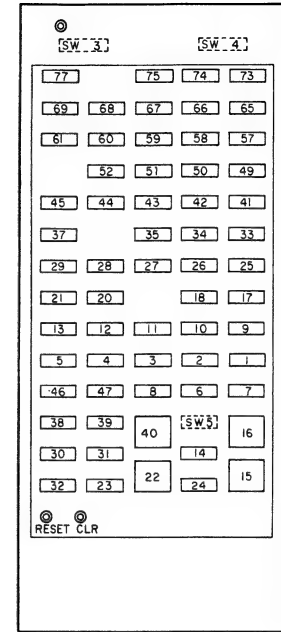 SW 3 SW 4
77 75 74 73
69 68 67 66 65
61 60 59 58 57
52 51 50 49
45 44 43 42 41
37 35 34 33
29 28 27 26 25
21 20 18 17
13 12 11 10 9
5 4 3 2 1
46 47 8 6 7
38 39 40 SW5 16
30 31 14
32 23 22 24 15
RESET CLR